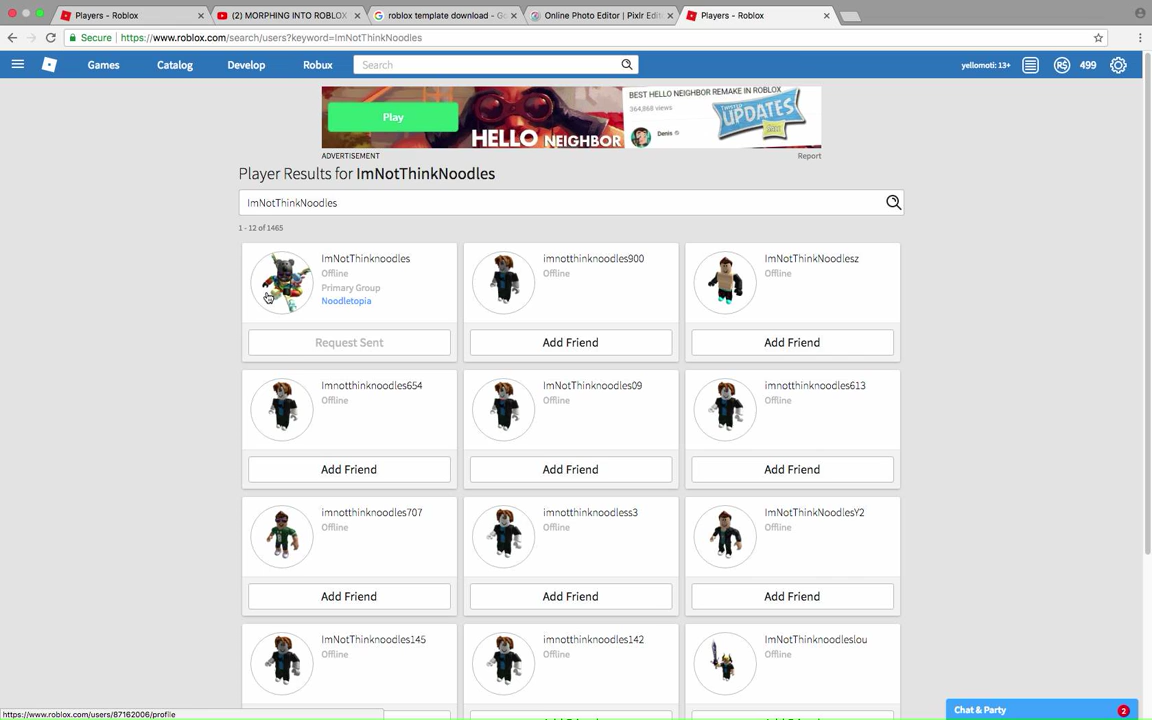 Players - Roblox
(2) MORPHING INTO ROBLOX
roblox template download - Go
Online Photo Editor | Pixlr Edit
Players - Roblox
Secure
https://www.roblox.com/search/users?keyword=ImNotThinkNoodles
Games
Catalog
Develop
Robux
Search
yellomoti: 13+
R$
499
Play
HELLO NEIGHBOR
BEST HELLO NEIGHBOR REMAKE IN ROBLOX
364,868 views
Denis
UPDATES
ADVERTISEMENT
Report
Player Results for ImNotThinkNoodles
ImNotThinkNoodles
1 - 12 of 1465
ImNotThinknoodles
Offline
Primary Group
Noodletopia
Request Sent
imnotthinknoodles900
Offline
Add Friend
ImNotThinkNoodlesz
Offline
Add Friend
Imnotthinknoodles654
Offline
Add Friend
ImNotThinknoodles09
Offline
Add Friend
imnotthinknoodles613
Offline
Add Friend
imnotthinknoodles707
Offline
Add Friend
imnotthinknoodless3
Offline
Add Friend
ImNotThinkNoodlesY2
Offline
Add Friend
ImNotThinknoodles145
Offline
imnotthinknoodles142
Offline
ImNotThinknoodleslou
Offline
https://www.roblox.com/users/87162006/profile
Chat & Party
2